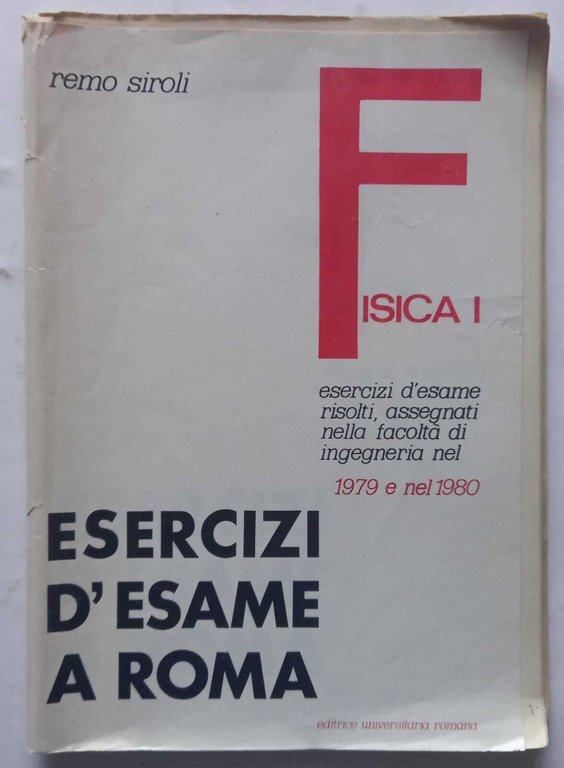 remo siroli
FISICA I
esercizi d'esame
risolti, assegnati
nella facoltà di
ingegneria nel
1979 e nel 1980
ESERCIZI
D'ESAME
A ROMA
editrice universitaria romana